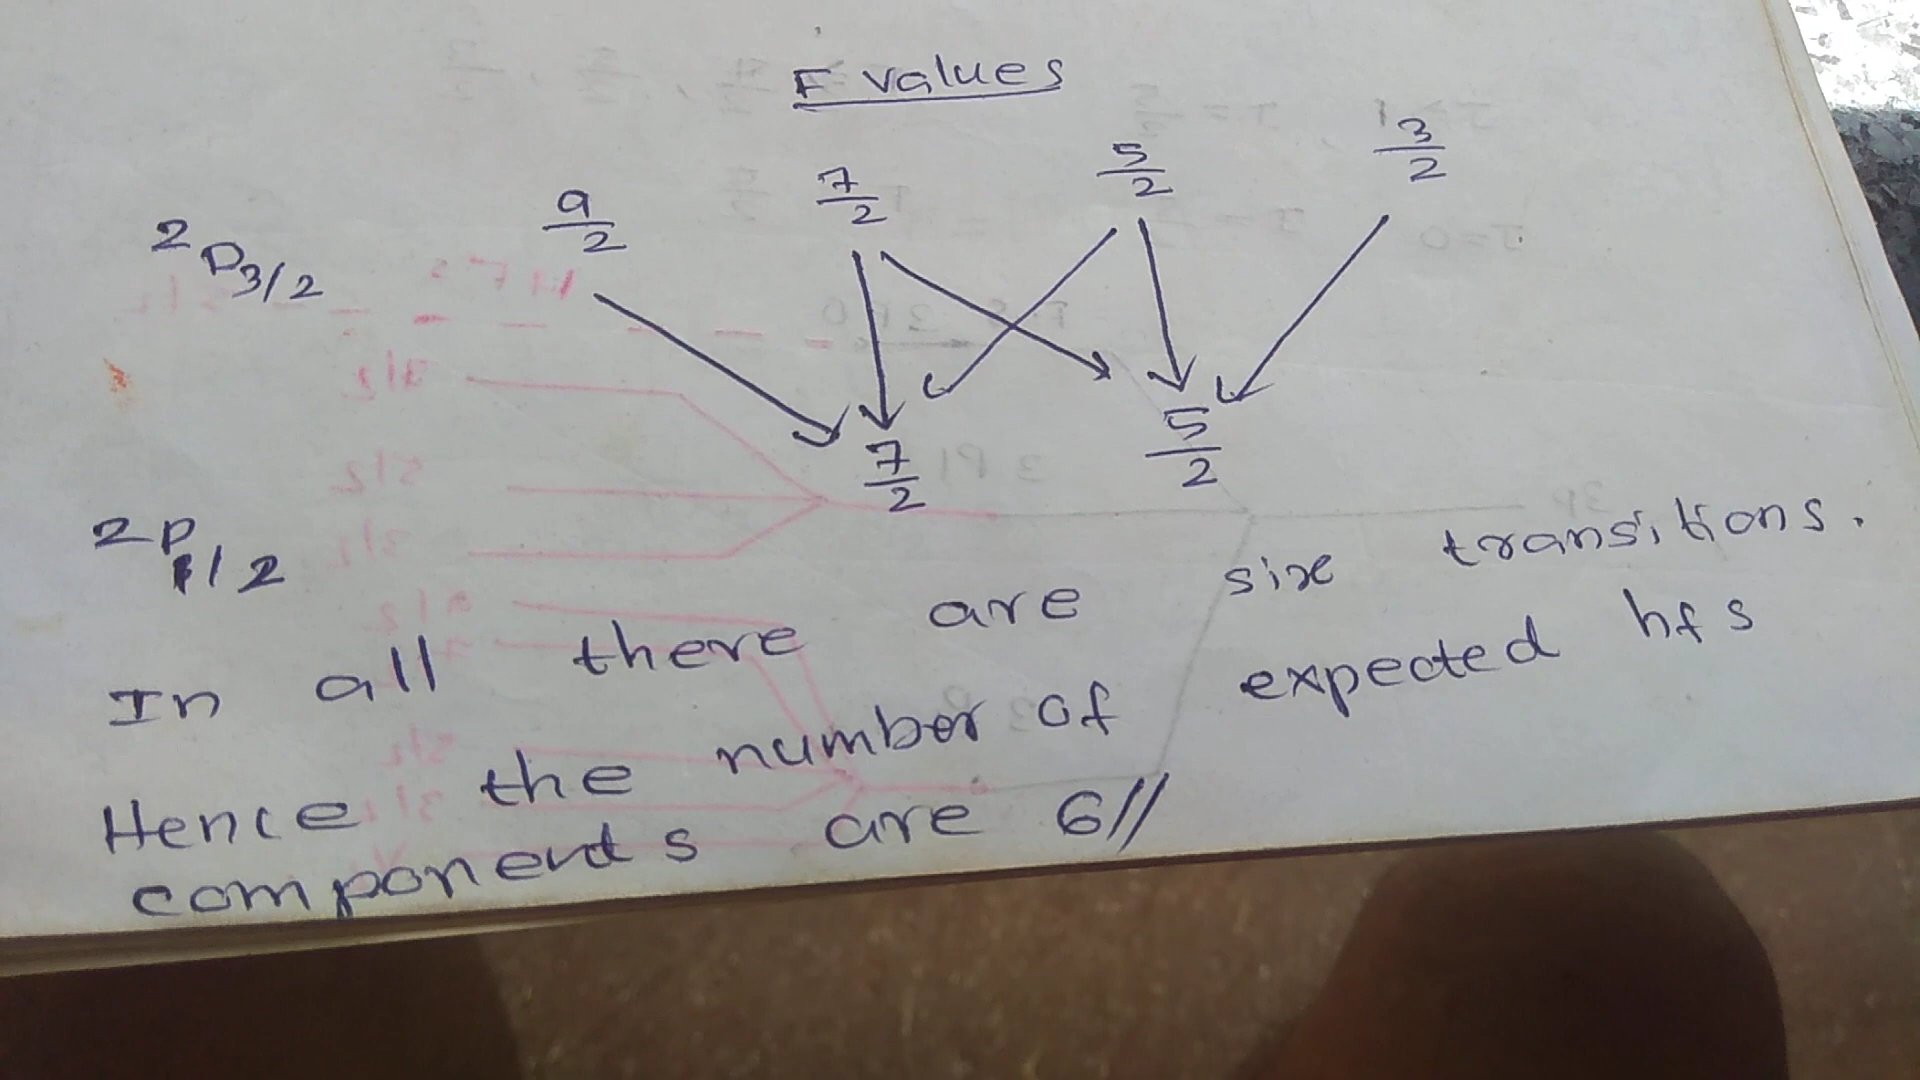 F values
9/2 7/2 5/2 3/2
²P3/2
7/2 5/2
2P1/2
In all there are six transitions.
Hence the number of expected hfs
components are 6//